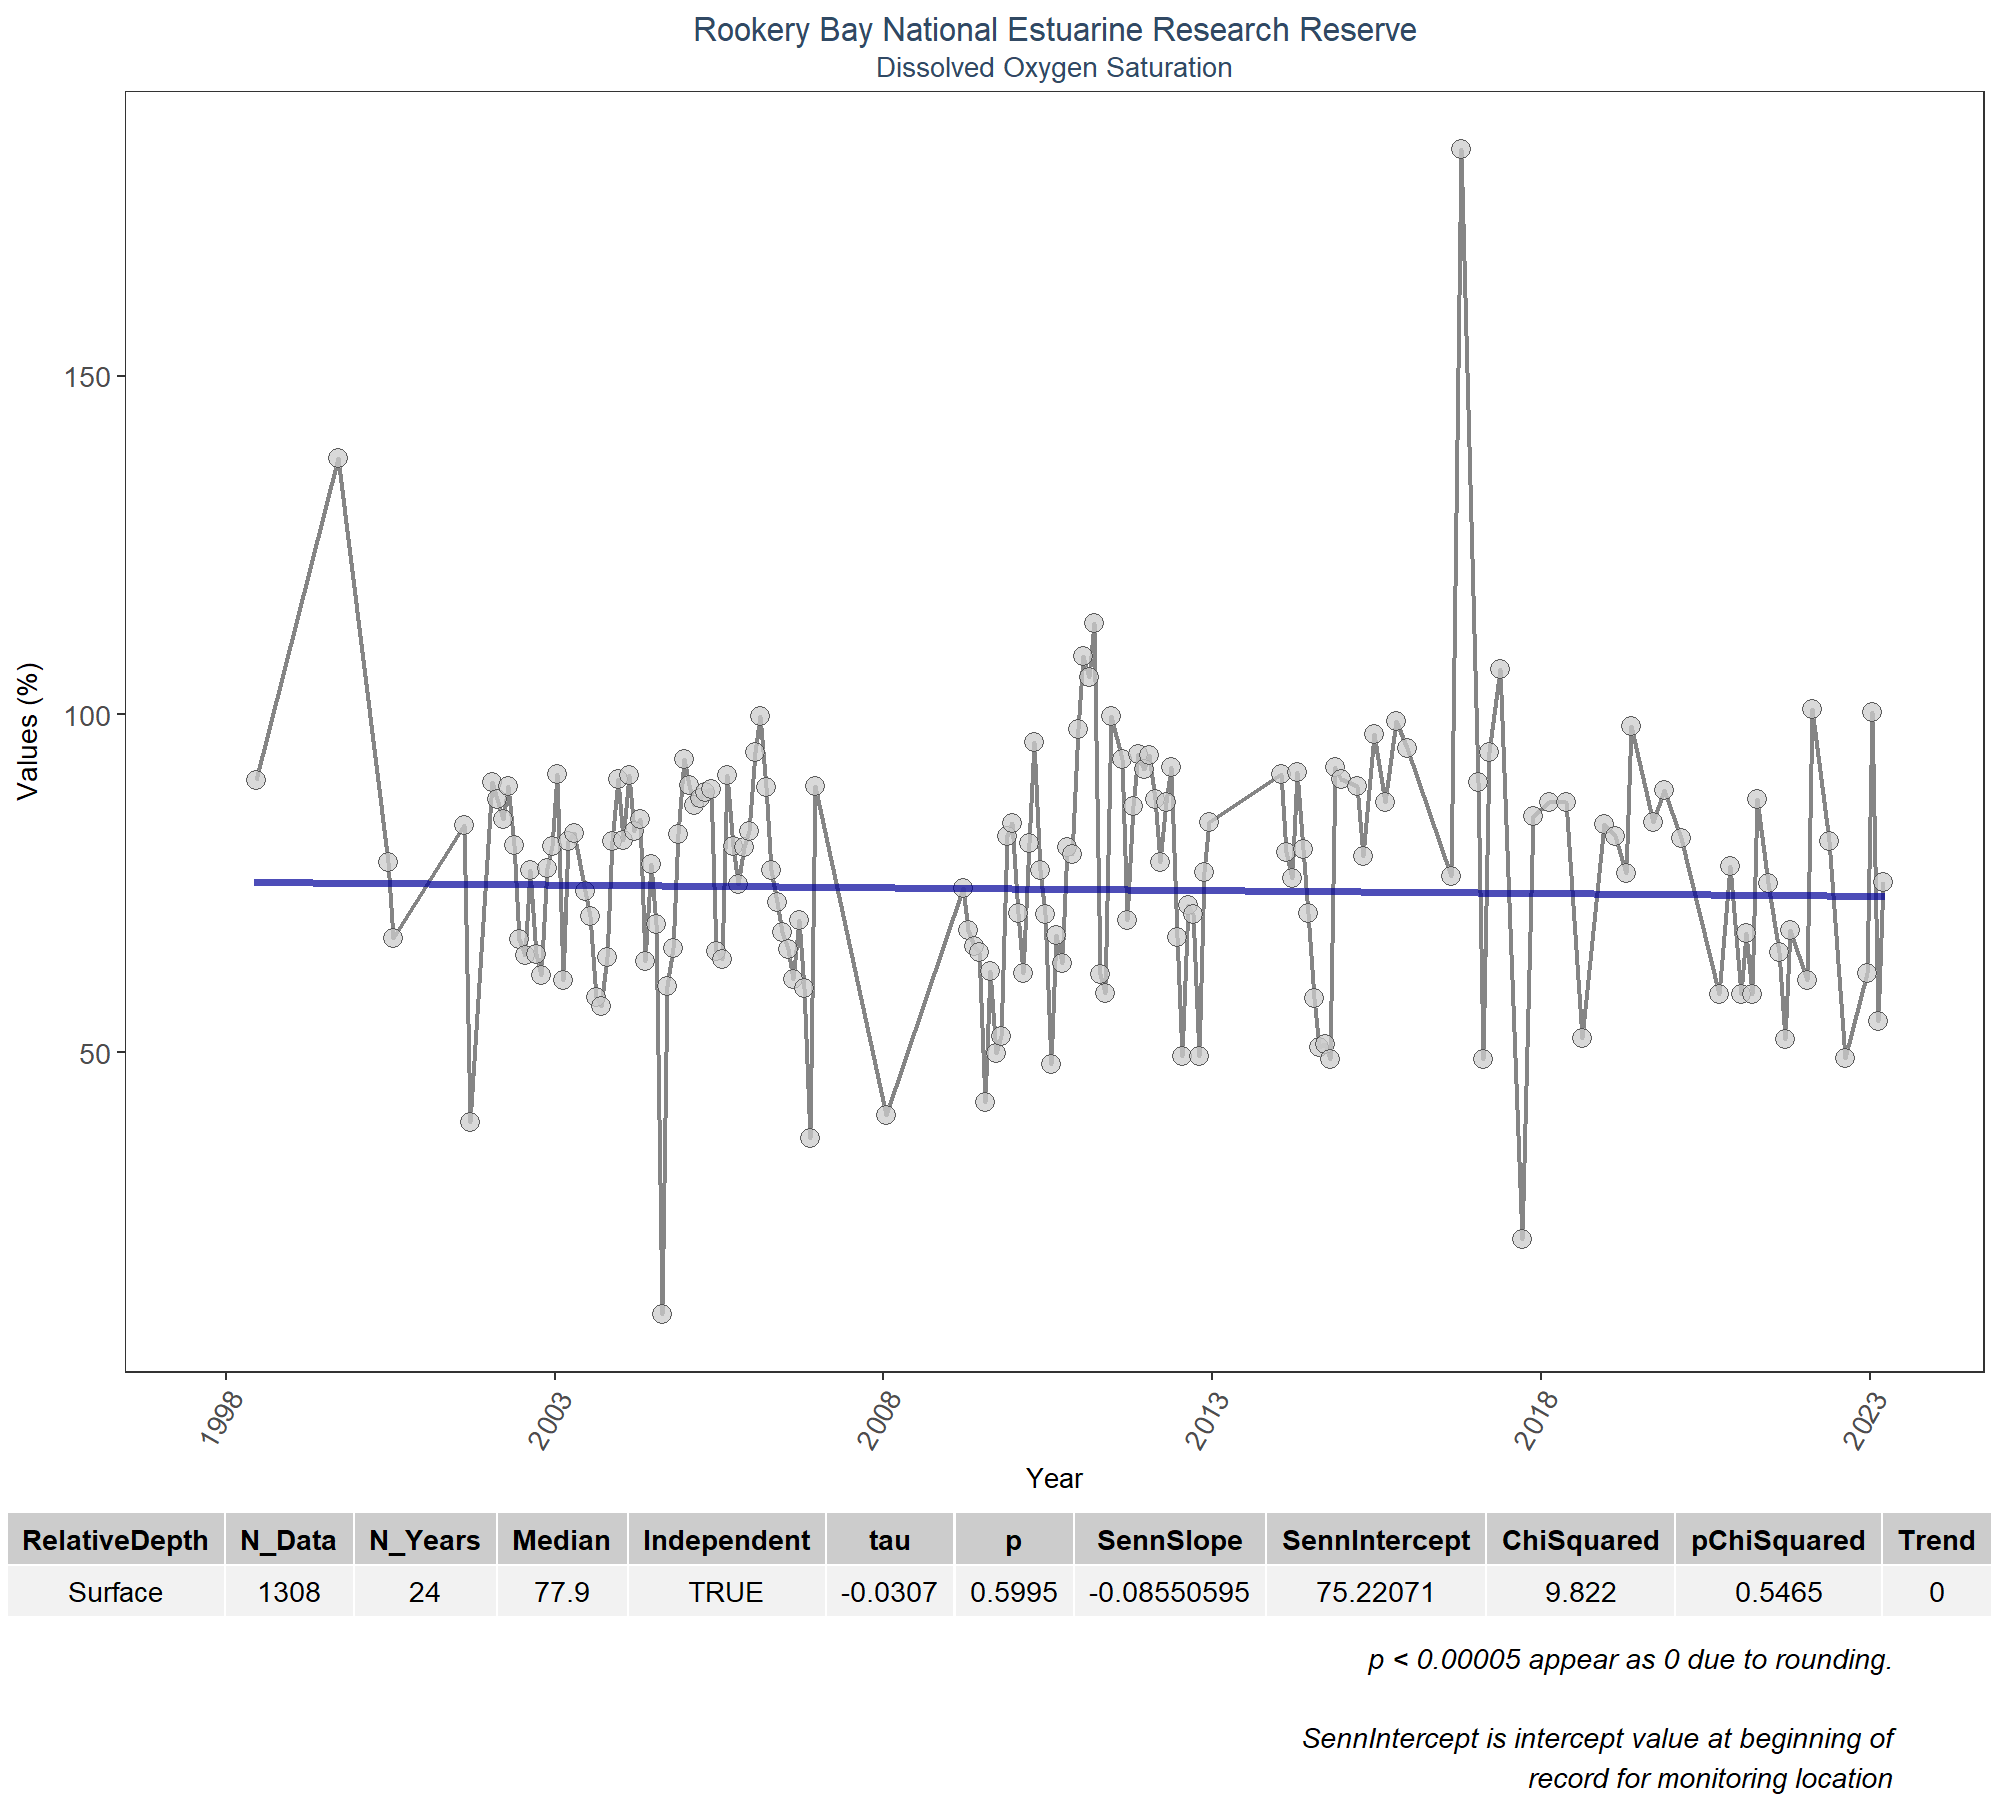 Rookery Bay National Estuarine Research Reserve
Dissolved Oxygen Saturation
Values (%)
150
100
50
1998
2003
2008
2013
2018
2023
Year
RelativeDepth N_Data N_Years Median Independent tau p SennSlope SennIntercept ChiSquared pChiSquared Trend
Surface 1308 24 77.9 TRUE -0.0307 0.5995 -0.08550595 75.22071 9.822 0.5465 0
p < 0.00005 appear as 0 due to rounding.
SennIntercept is intercept value at beginning of
record for monitoring location